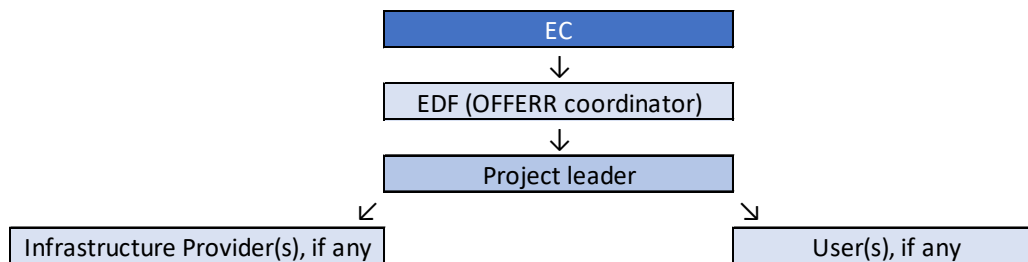 EC
EDF (OFFERR coordinator)
Project leader
Infrastructure Provider(s), if any
User(s), if any